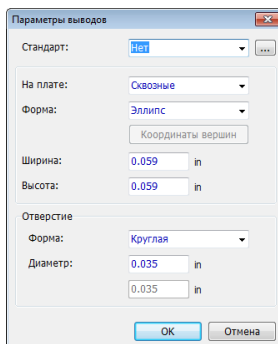 Параметры выводов
Стандарт: Нет ...
На плате: Сквозные
Форма: Эллипс
Координаты вершин
Ширина: 0.059 in
Высота: 0.059 in
Отверстие
Форма: Круглая
Диаметр: 0.035 in
0.035 in
OK Отмена